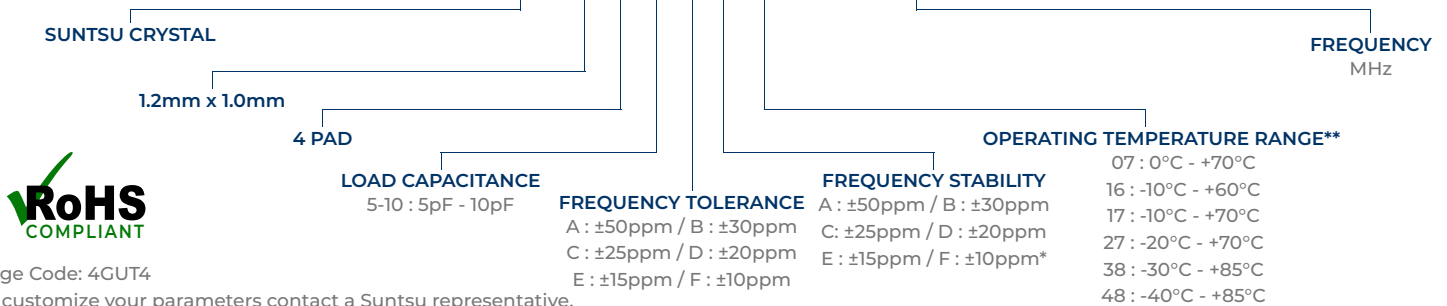 SUNTSU CRYSTAL
FREQUENCY
MHz
1.2mm x 1.0mm
4 PAD
LOAD CAPACITANCE
5-10 : 5pF - 10pF
FREQUENCY TOLERANCE
A : ±50ppm / B : ±30ppm
C : ±25ppm / D : ±20ppm
E : ±15ppm / F : ±10ppm
FREQUENCY STABILITY
A : ±50ppm / B : ±30ppm
C: ±25ppm / D : ±20ppm
E : ±15ppm / F : ±10ppm*
OPERATING TEMPERATURE RANGE**
07 : 0°C - +70°C
16 : -10°C - +60°C
17 : -10°C - +70°C
27 : -20°C - +70°C
38 : -30°C - +85°C
48 : -40°C - +85°C
RoHS
COMPLIANT
ge Code: 4GUT4
customize your parameters contact a Suntsu representative.